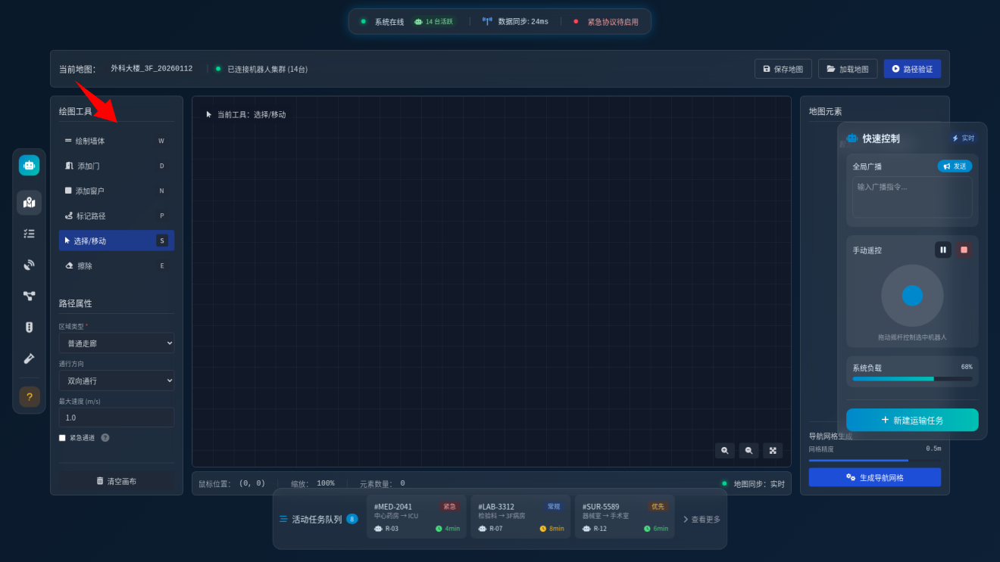 系统在线
14 台活跃
数据同步: 24ms
紧急协议待启用
当前地图:
外科大楼_3F_20260112
已连接机器人集群 (14台)
保存地图
加载地图
路径验证
绘图工具
绘制墙体 W
添加门 D
添加窗户 N
标记路径 P
选择/移动 S
擦除 E
路径属性
区域类型 *
普通走廊
通行方向
双向通行
最大速度 (m/s)
1.0
紧急通道 ?
清空画布
?
当前工具: 选择/移动
鼠标位置: (0, 0)
缩放: 100%
元素数量: 0
地图同步: 实时
地图元素
快速控制
实时
全局广播
发送
输入广播指令...
手动遥控
拖动摇杆控制选中机器人
系统负载 68%
新建运输任务
导航网格生成
网格精度 0.5m
生成导航网格
活动任务队列 8
#MED-2041 紧急
中心药房 → ICU
R-03 4min
#LAB-3312 常规
检验科 → 3F病房
R-07 8min
#SUR-5589 优先
器械室 → 手术室
R-12 6min
查看更多